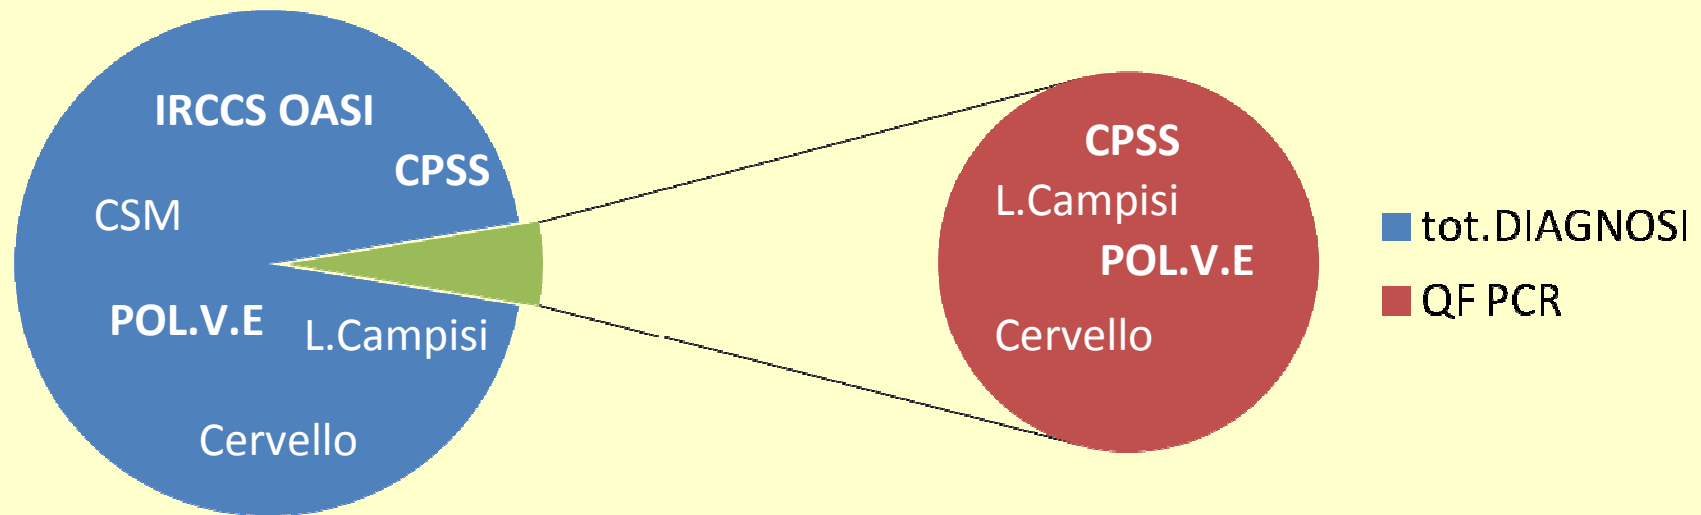 IRCCS OASI
CPSS
CSM
POL.V.E
L.Campisi
Cervello
CPSS
L.Campisi
POL.V.E
Cervello
tot.DIAGNOSI
QF PCR